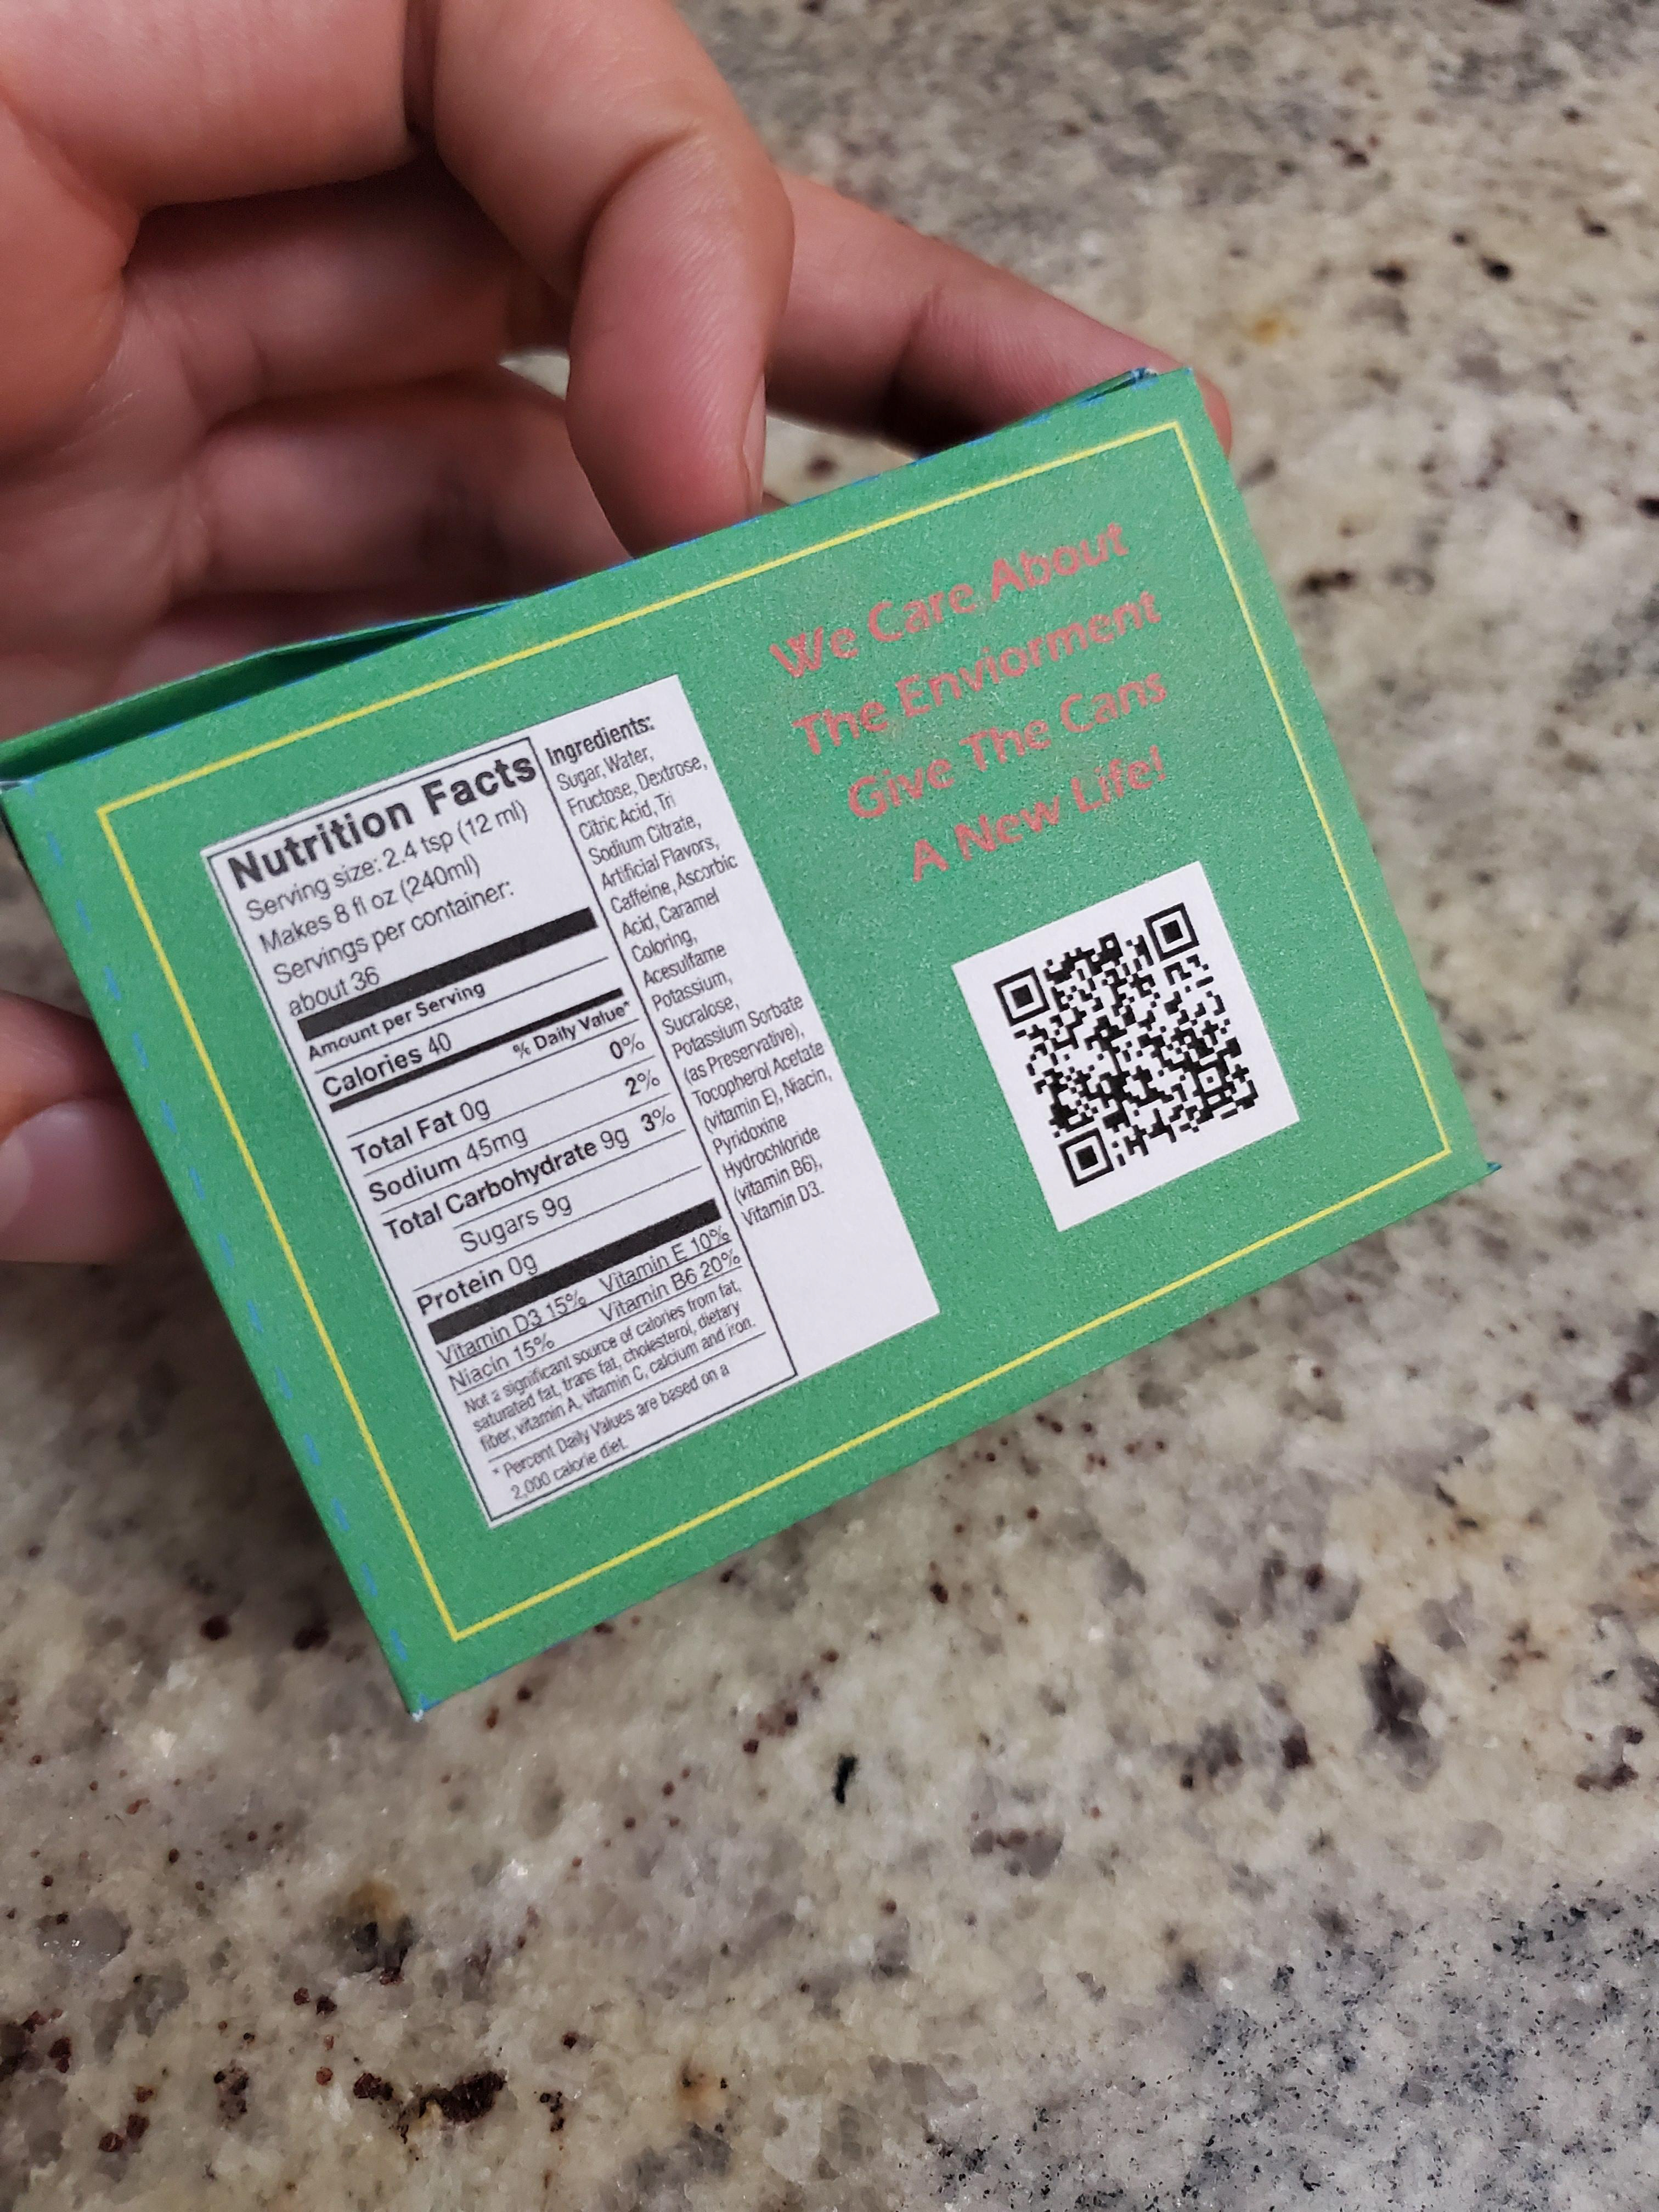 Nutrition Facts
Serving size: 2.4 tsp (12 ml)
Makes 8 fl oz (240ml)
Servings per container:
about 36
Amount per Serving
Calories 40
% Daily Value*
Total Fat 0g 0%
Sodium 45mg 2%
Total Carbohydrate 9g 3%
Sugars 9g
Protein 0g
Vitamin D3 15% Vitamin E 10%
Niacin 15% Vitamin B6 20%
Not a significant source of calories from fat,
saturated fat, trans fat, cholesterol, dietary
fiber, vitamin A, vitamin C, calcium and iron.
* Percent Daily Values are based on a
2,000 calorie diet.
Ingredients:
Sugar, Water,
Fructose, Dextrose,
Citric Acid, Tri
Sodium Citrate,
Artificial Flavors,
Caffeine, Ascorbic
Acid, Caramel
Coloring,
Acesulfame
Potassium,
Sucralose,
Potassium Sorbate
(as Preservative),
Tocopherol Acetate
(vitamin E), Niacin,
Pyridoxine
Hydrochloride
(vitamin B6),
Vitamin D3.
We Care About
The Enviorment
Give The Cans
A New Life!